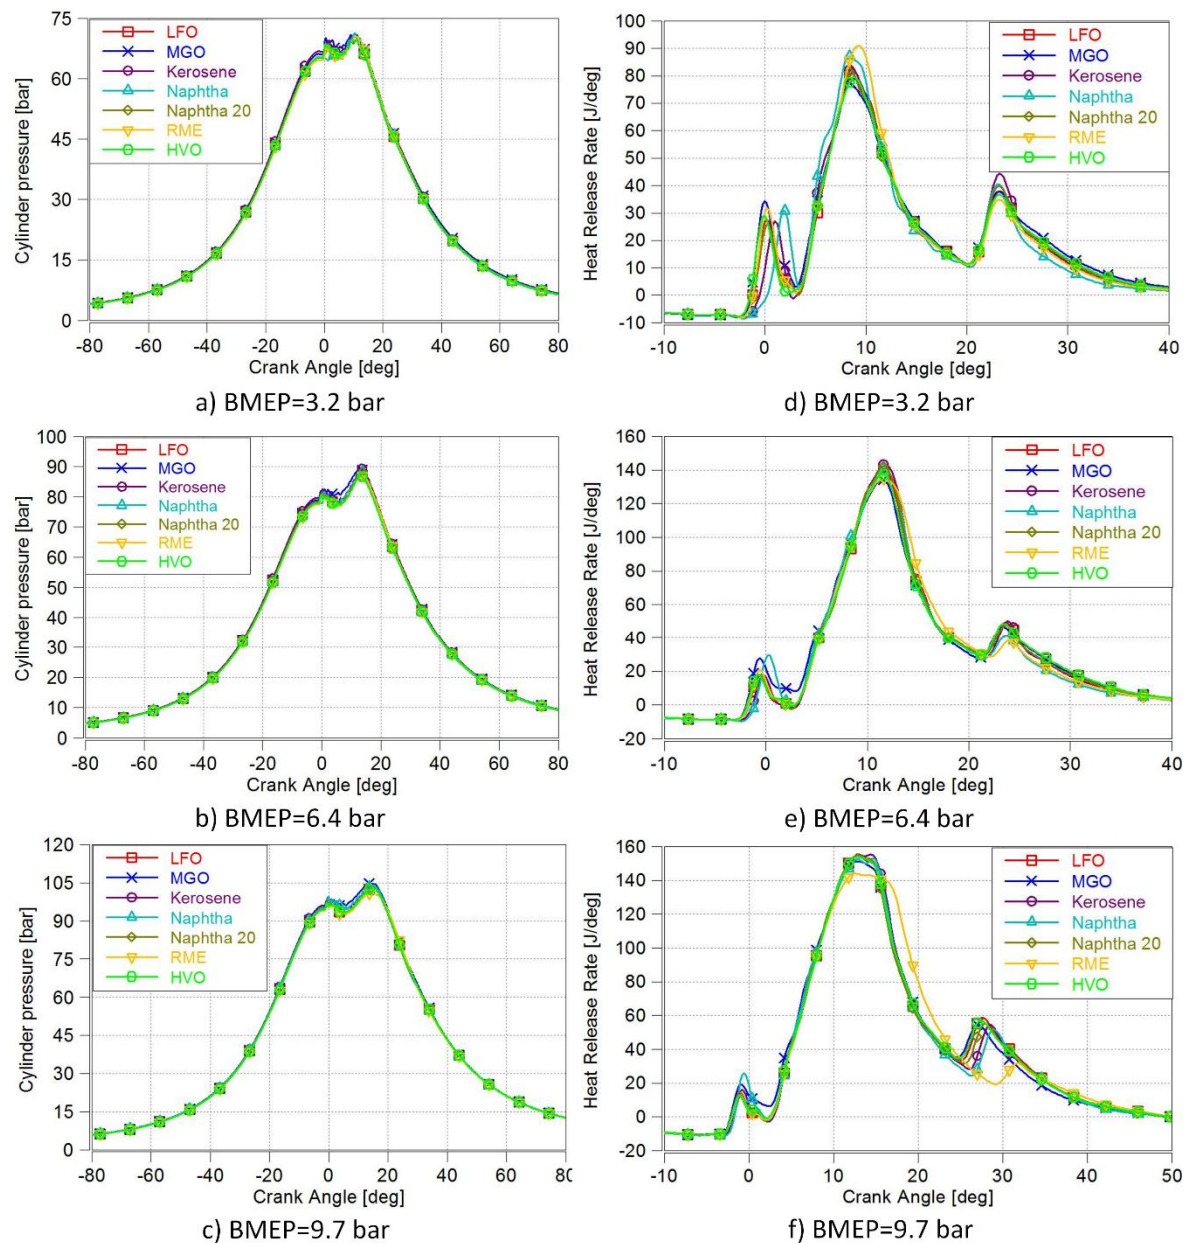 Cylinder pressure [bar]
75
60
45
30
15
0
LFO
MGO
Kerosene
Naphtha
Naphtha 20
RME
HVO
-80 -60 -40 -20 0 20 40 60 80
Crank Angle [deg]
a) BMEP=3.2 bar
Heat Release Rate [J/deg]
100
90
80
70
60
50
40
30
20
10
0
-10
LFO
MGO
Kerosene
Naphtha
Naphtha 20
RME
HVO
-10 0 10 20 30 40
Crank Angle [deg]
d) BMEP=3.2 bar
Cylinder pressure [bar]
100
90
80
70
60
50
40
30
20
10
0
LFO
MGO
Kerosene
Naphtha
Naphtha 20
RME
HVO
-80 -60 -40 -20 0 20 40 60 80
Crank Angle [deg]
b) BMEP=6.4 bar
Heat Release Rate [J/deg]
160
140
120
100
80
60
40
20
0
-20
LFO
MGO
Kerosene
Naphtha
Naphtha 20
RME
HVO
-10 0 10 20 30 40
Crank Angle [deg]
e) BMEP=6.4 bar
Cylinder pressure [bar]
120
105
90
75
60
45
30
15
0
LFO
MGO
Kerosene
Naphtha
Naphtha 20
RME
HVO
-80 -60 -40 -20 0 20 40 60 80
Crank Angle [deg]
c) BMEP=9.7 bar
Heat Release Rate [J/deg]
160
140
120
100
80
60
40
20
0
-20
LFO
MGO
Kerosene
Naphtha
Naphtha 20
RME
HVO
-10 0 10 20 30 40 50
Crank Angle [deg]
f) BMEP=9.7 bar